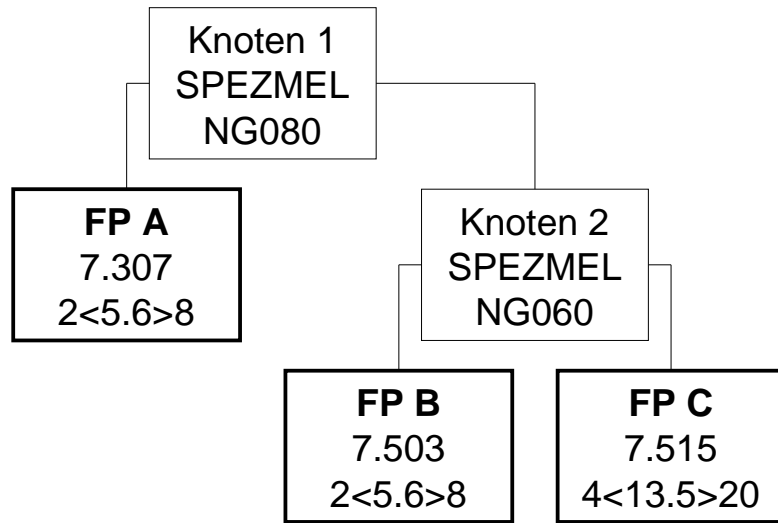 Knoten 1
SPEZMEL
NG080
FP A
7.307
2<5.6>8
Knoten 2
SPEZMEL
NG060
FP B
7.503
2<5.6>8
FP C
7.515
4<13.5>20